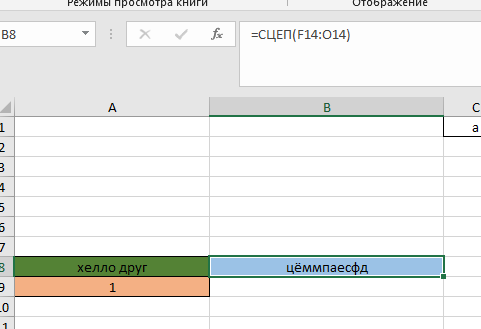 Режимы просмотра книги Отображение
B8 fx =СЦЕП(F14:O14)
A B C
1 а
2
3
4
5
6
7
8 хелло друг цёммпаесфд
9 1
10
11